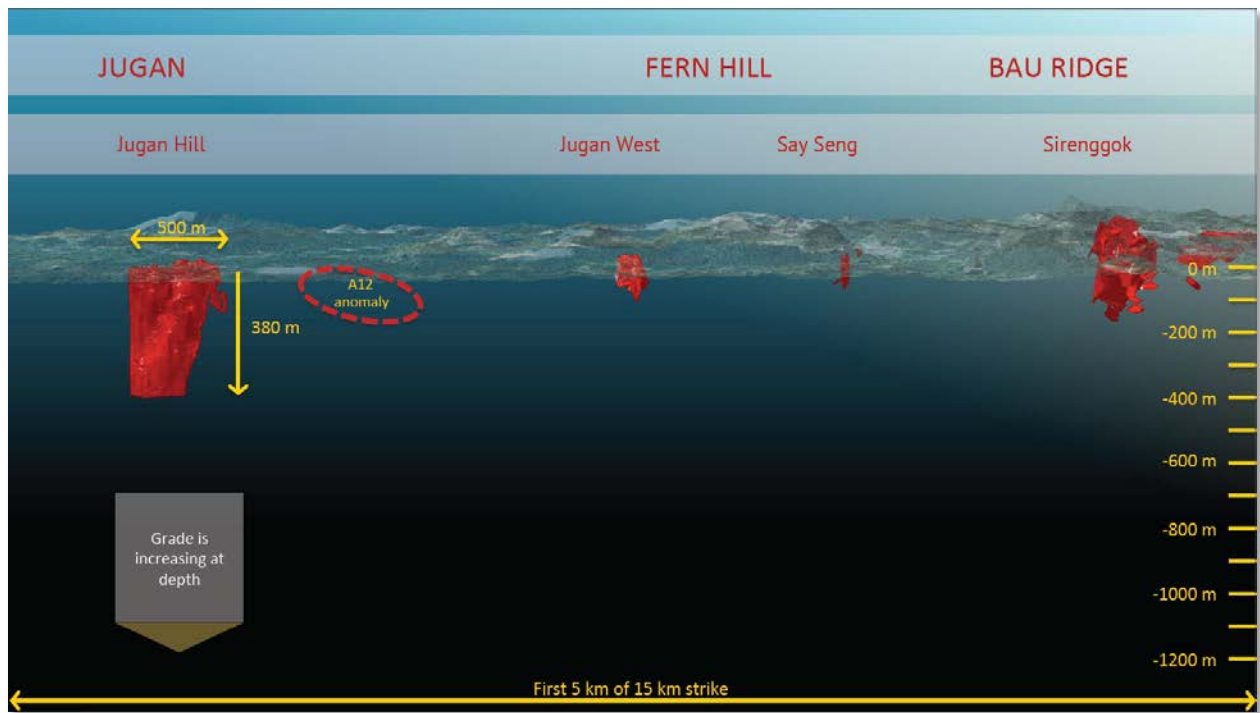 JUGAN
FERN HILL
BAU RIDGE
Jugan Hill
Jugan West
Say Seng
Sirenggok
500 m
A12
anomaly
380 m
0 m
-200 m
-400 m
-600 m
-800 m
-1000 m
-1200 m
Grade is
increasing at
depth
First 5 km of 15 km strike